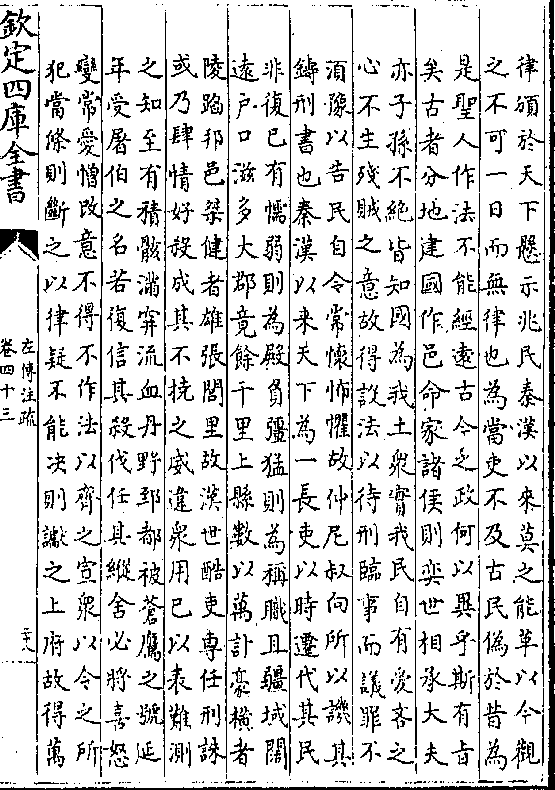 律頒於天下懸示兆民秦漢以來莫之能革以今觀
之不可一日而無律也為當吏不及古民偽於昔為
是聖人作法不能經遠古今之政何以異乎斯有旨
矣古者分地建國作邑命家諸侯則奕世相承大夫
亦子孫不絶皆知國為我土衆實我民自有愛吝之
心不生殘賊之意故得設法以待刑臨事而議罪不
須豫以告民自令常懷怖懼故仲尼叔向所以譏其
鑄刑書也秦漢以來天下為一長吏以時遷代其民
非復已有懦弱則為殿負彊猛則為稱職且疆域闊
遠户口滋多大郡竟餘千里上縣數以萬計豪横者
陵蹈邦邑桀健者雄張閭里故漢世酷吏専任刑誅
或乃肆情好殺成其不撓之威違衆用已以表難測
之知至有積骸滿穽流血丹野郅都被蒼鷹之號延
年受屠伯之名若復信其殺伐任其縱舍必將喜怒
變常愛憎改意不得不作法以齊之宣衆以令之所
犯當條則斷之以律疑不能决則讞之上府故得萬
欽定四庫全書
左傳注疏
卷四十三
二十八